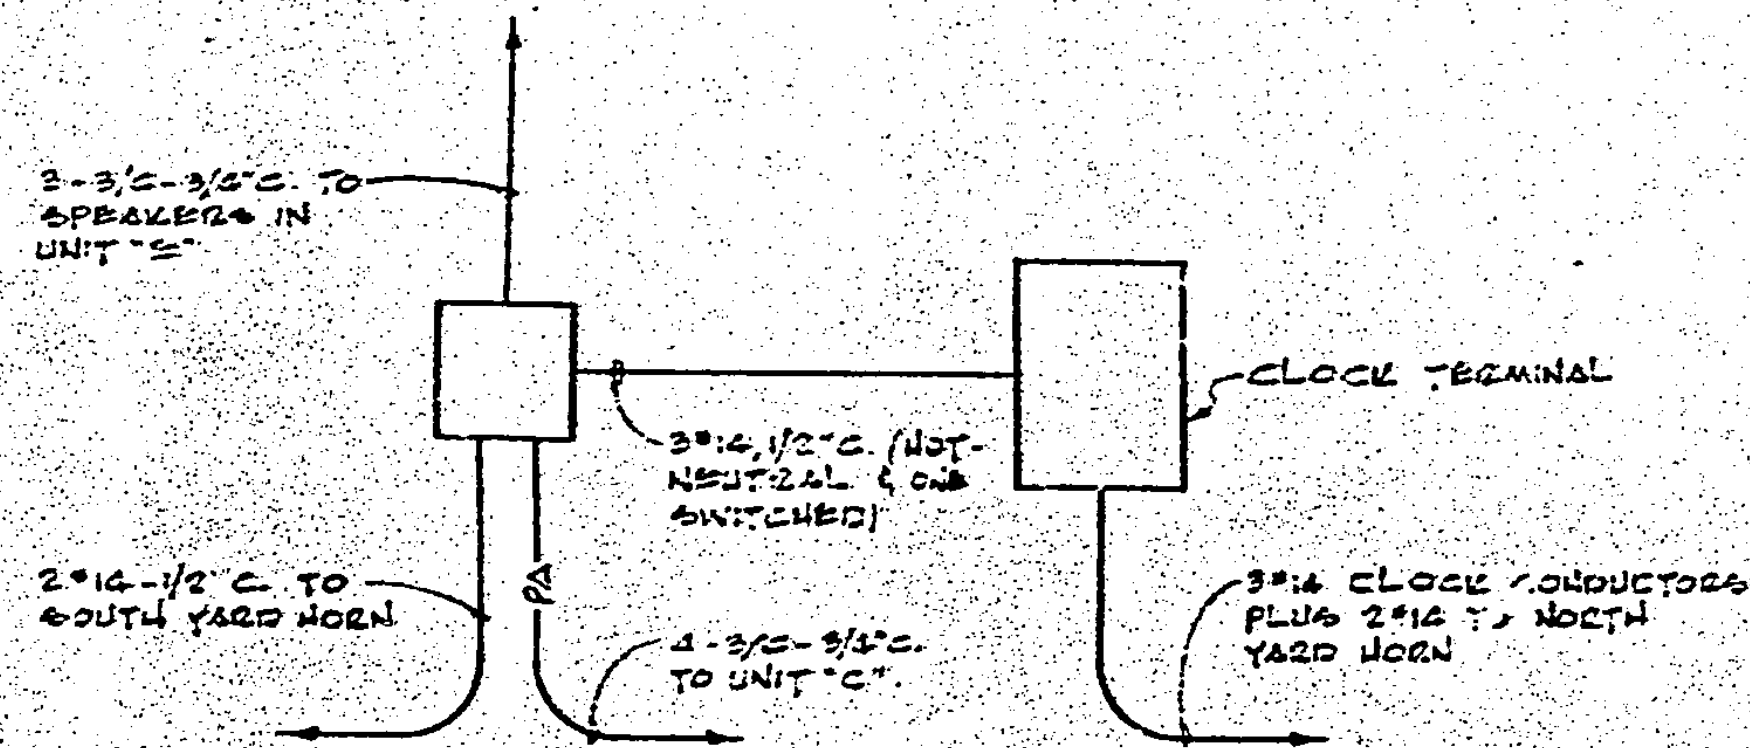 3-3/C-3/4"C. TO
SPEAKERS IN
UNIT
CLOCK TERMINAL
3#14, 1/2"C. (HOT-
NEUTRAL & ONE
SWITCHED)
2#14-1/2"C. TO
SOUTH YARD HORN
PA
4-3/C-3/4"C.
TO UNIT "C".
3#14 CLOCK CONDUCTORS
PLUS 2#14 TO NORTH
YARD HORN